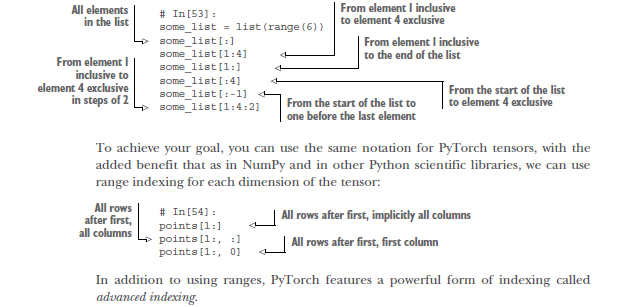 All elements
in the list
From element 1 inclusive
to element 4 exclusive
# In[53]:
some_list = list(range(6))
some_list[:]
some_list[1:4]
some_list[1:]
some_list[:4]
some_list[:-1]
some_list[1:4:2]
From element 1 inclusive
to the end of the list
From element 1
inclusive to
element 4 exclusive
in steps of 2
From the start of the list
to element 4 exclusive
From the start of the list to
one before the last element
To achieve your goal, you can use the same notation for PyTorch tensors, with the
added benefit that as in NumPy and in other Python scientific libraries, we can use
range indexing for each dimension of the tensor:
All rows
after first,
all columns
# In[54]:
points[1:]
points[1:, :]
points[1:, 0]
All rows after first, implicitly all columns
All rows after first, first column
In addition to using ranges, PyTorch features a powerful form of indexing called
advanced indexing.